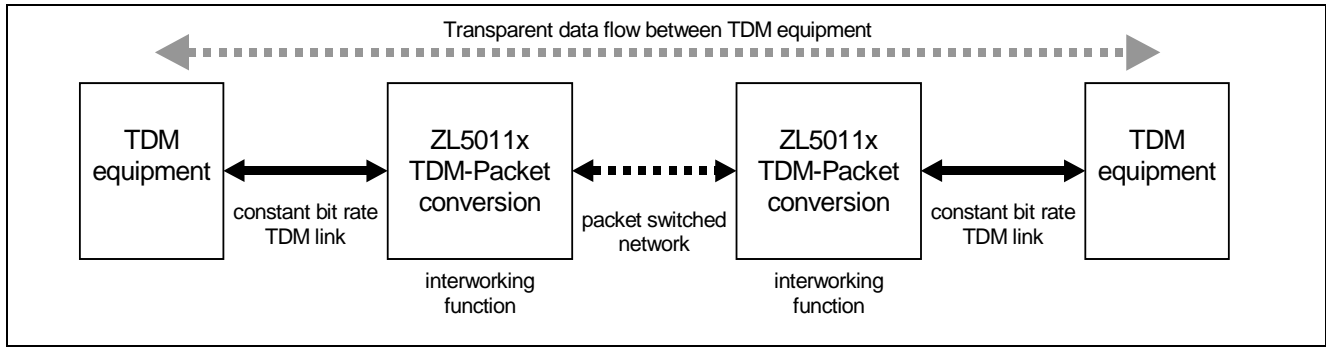 Transparent data flow between TDM equipment
TDM
equipment
ZL5011x
TDM-Packet
conversion
ZL5011x
TDM-Packet
conversion
TDM
equipment
constant bit rate
TDM link
packet switched
network
constant bit rate
TDM link
interworking
function
interworking
function